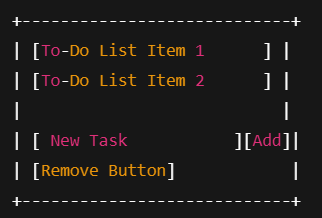 +----------------------------+
| [To-Do List Item 1      ] |
| [To-Do List Item 2      ] |
|                           |
| [ New Task           ][Add]|
| [Remove Button]            |
+----------------------------+